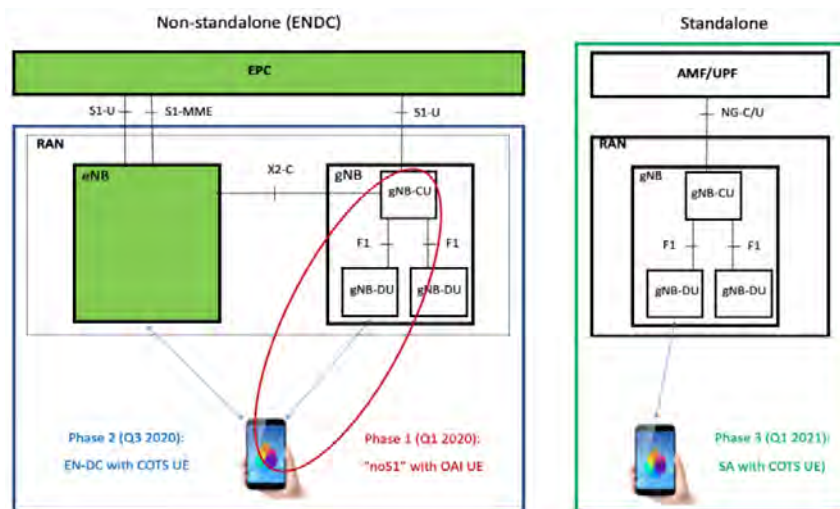 Non-standalone (ENDC)
Standalone
EPC
AMF/UPF
S1-U
S1-MME
S1-U
NG-C/U
RAN
eNB
X2-C
gNB
gNB-CU
F1
F1
gNB-DU
gNB-DU
RAN
gNB
gNB-CU
F1
F1
gNB-DU
gNB-DU
Phase 2 (Q3 2020):
EN-DC with COTS UE
Phase 1 (Q1 2020):
"noS1" with OAI UE
Phase 3 (Q1 2021):
SA with COTS UE)